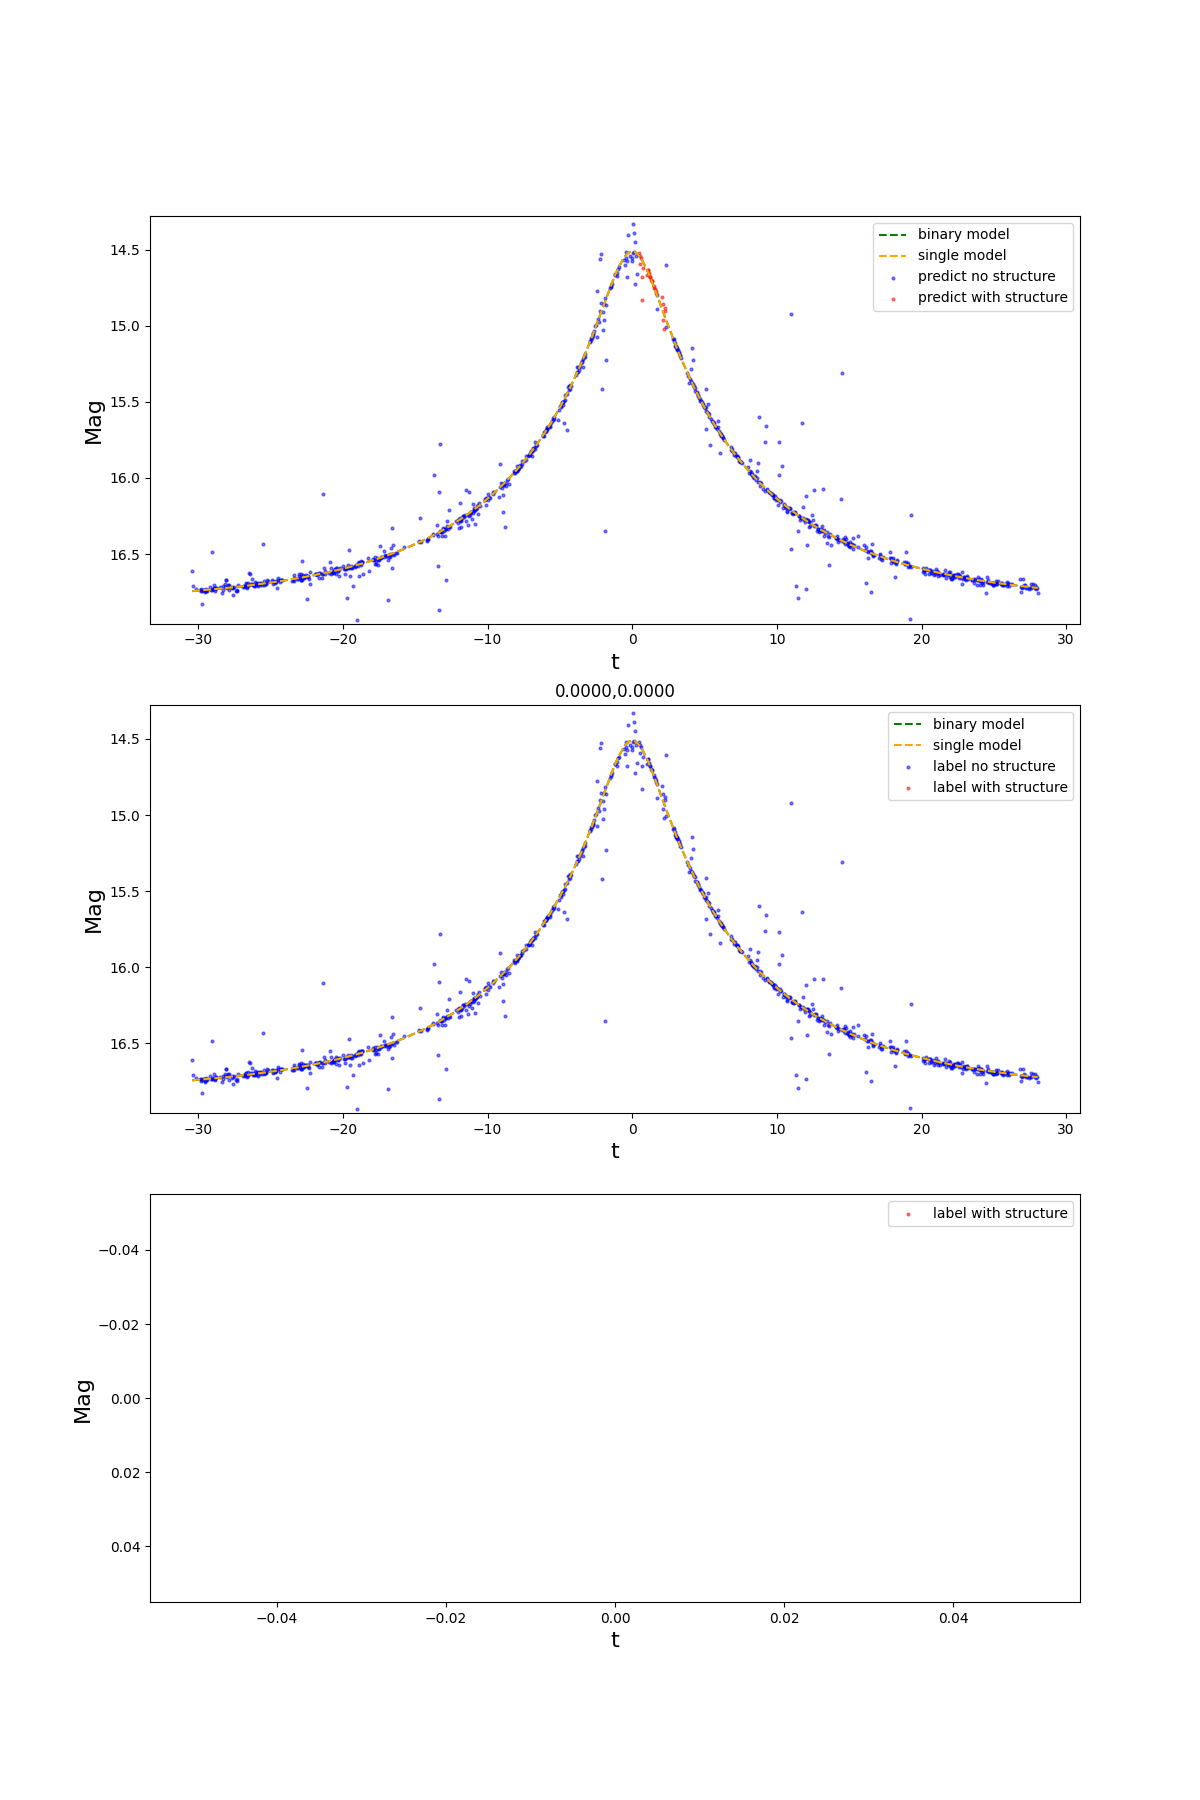 binary model
single model
predict no structure
predict with structure
14.5
15.0
15.5
16.0
16.5
Mag
−30
−20
−10
0
10
20
30
t
0.0000,0.0000
binary model
single model
label no structure
label with structure
14.5
15.0
15.5
16.0
16.5
Mag
−30
−20
−10
0
10
20
30
t
label with structure
−0.04
−0.02
0.00
0.02
0.04
Mag
−0.04
−0.02
0.00
0.02
0.04
t